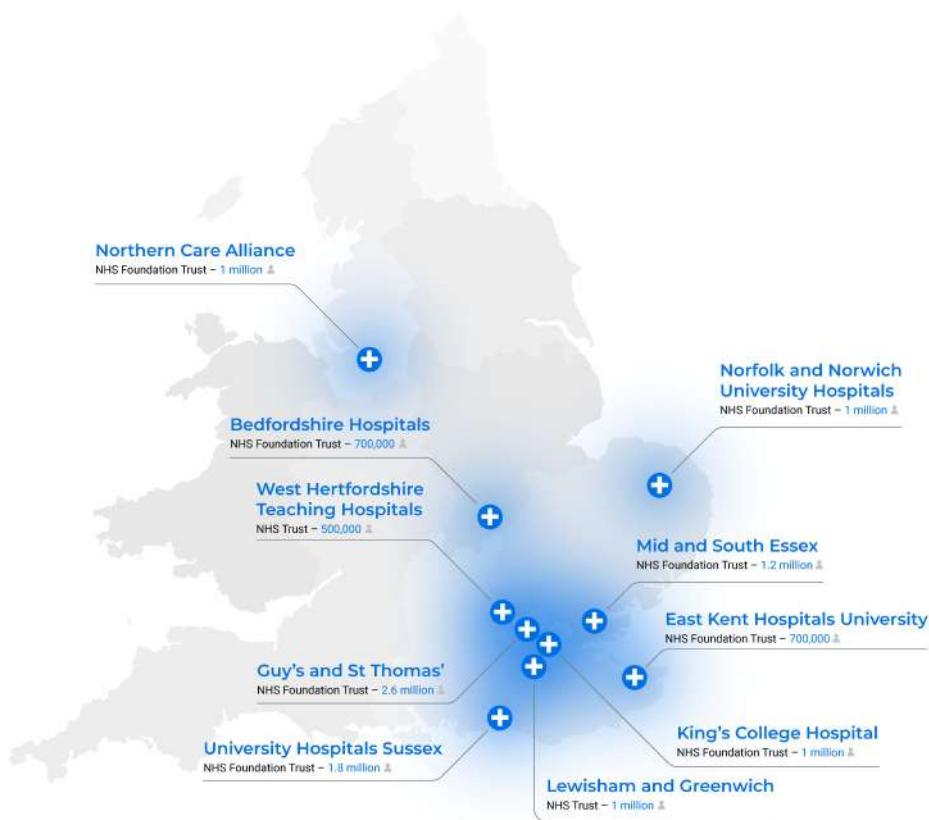 Northern Care Alliance
NHS Foundation Trust – 1 million
Norfolk and Norwich
University Hospitals
NHS Foundation Trust – 1 million
Bedfordshire Hospitals
NHS Foundation Trust – 700,000
West Hertfordshire
Teaching Hospitals
NHS Trust – 500,000
Mid and South Essex
NHS Foundation Trust – 1.2 million
East Kent Hospitals University
NHS Foundation Trust – 700,000
Guy's and St Thomas'
NHS Foundation Trust – 2.6 million
King's College Hospital
NHS Foundation Trust – 1 million
University Hospitals Sussex
NHS Foundation Trust – 1.8 million
Lewisham and Greenwich
NHS Trust – 1 million